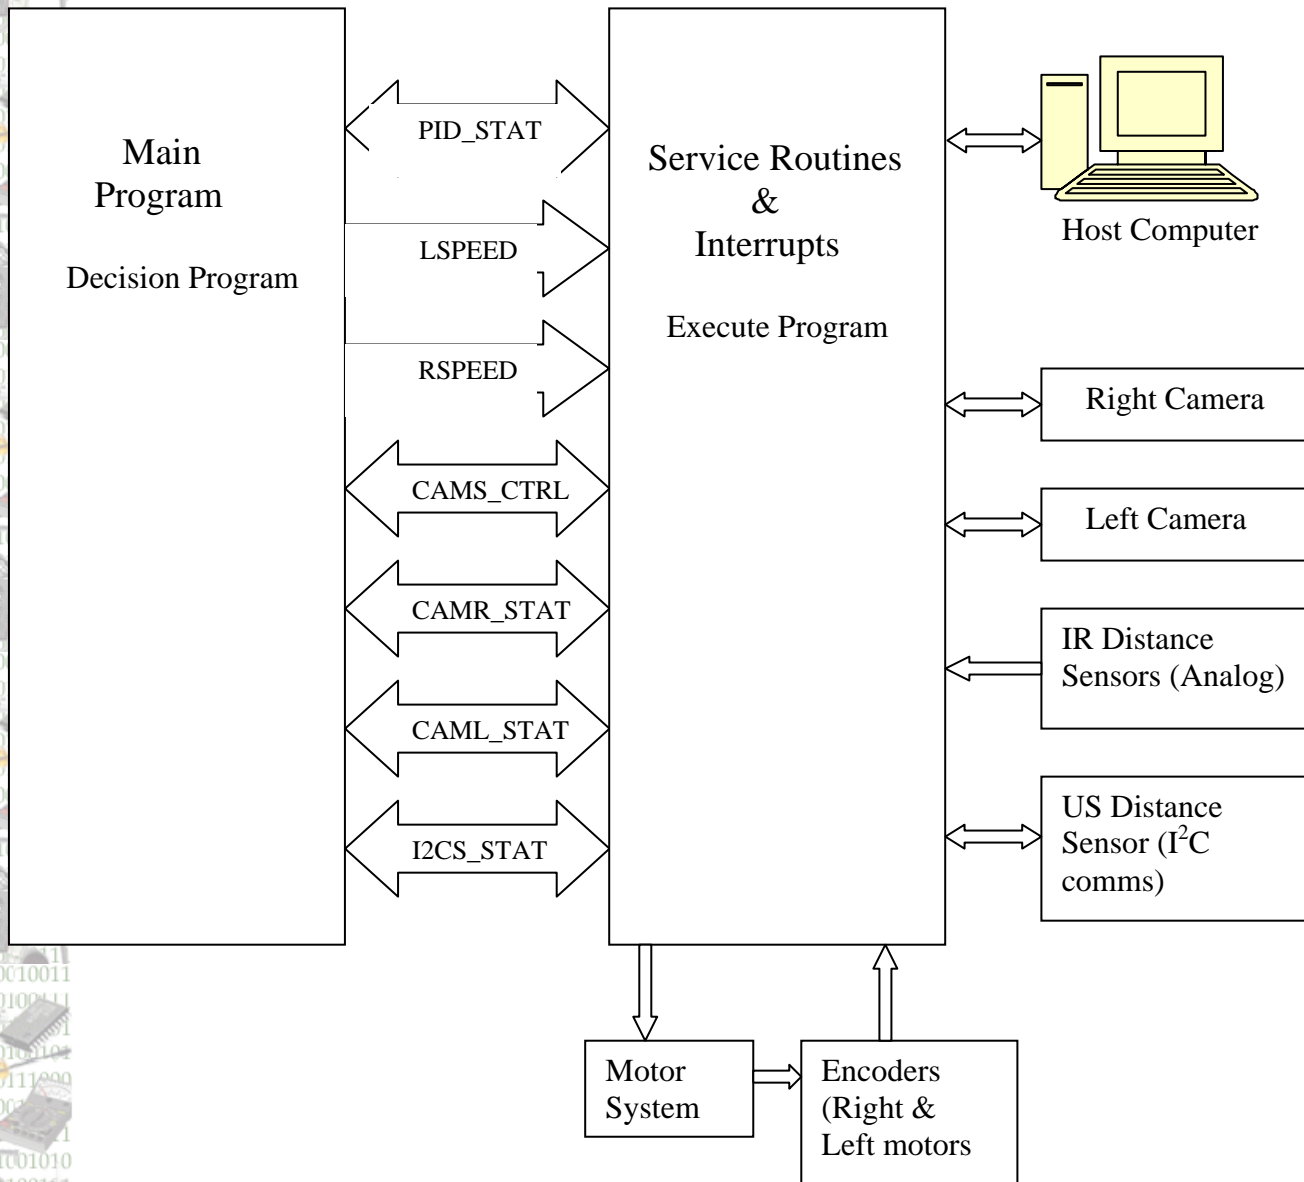 Main
Program
Decision Program
PID_STAT
LSPEED
RSPEED
CAMS_CTRL
CAMR_STAT
CAML_STAT
I2CS_STAT
Service Routines
&
Interrupts
Execute Program
Host Computer
Right Camera
Left Camera
IR Distance
Sensors (Analog)
US Distance
Sensor (I²C
comms)
Motor
System
Encoders
(Right &
Left motors